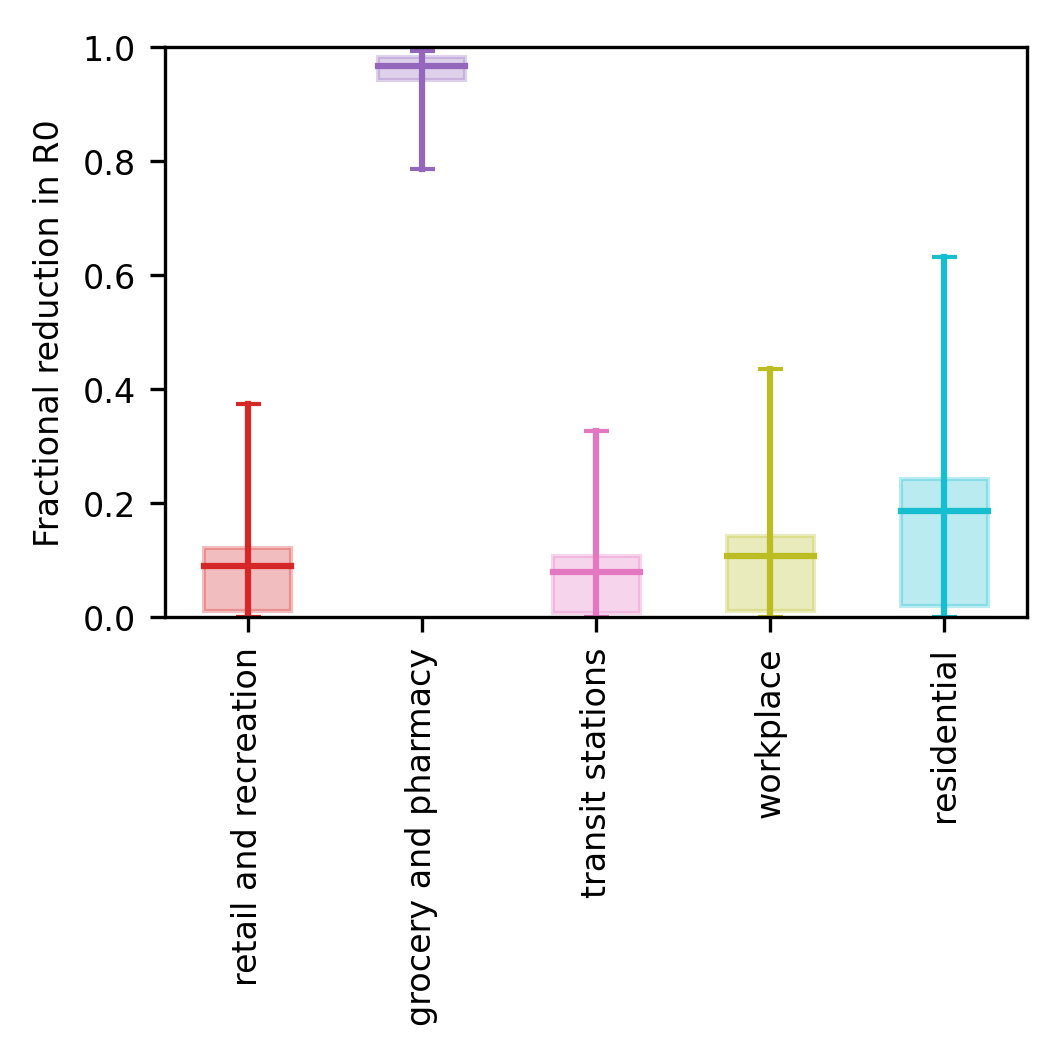 Fractional reduction in R0
1.0
0.8
0.6
0.4
0.2
0.0
retail and recreation
grocery and pharmacy
transit stations
workplace
residential